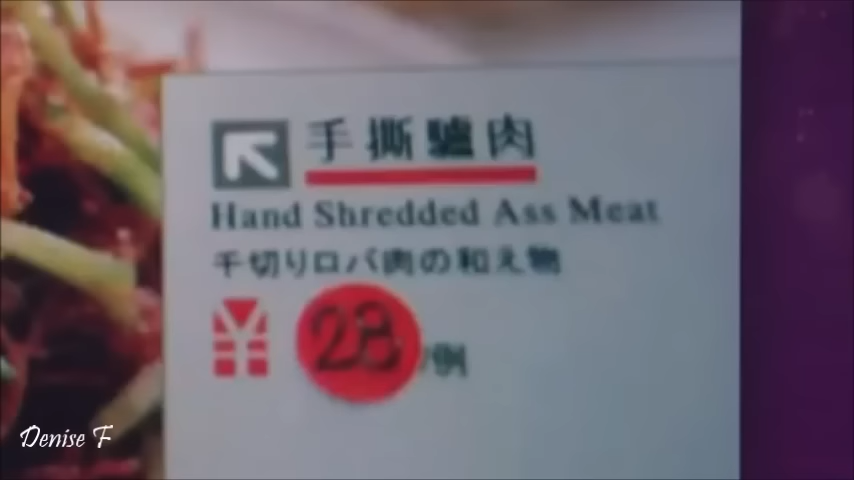 手撕驢肉
Hand Shredded Ass Meat
千切りロバ肉の和え物
¥ 28 /例
Denise F